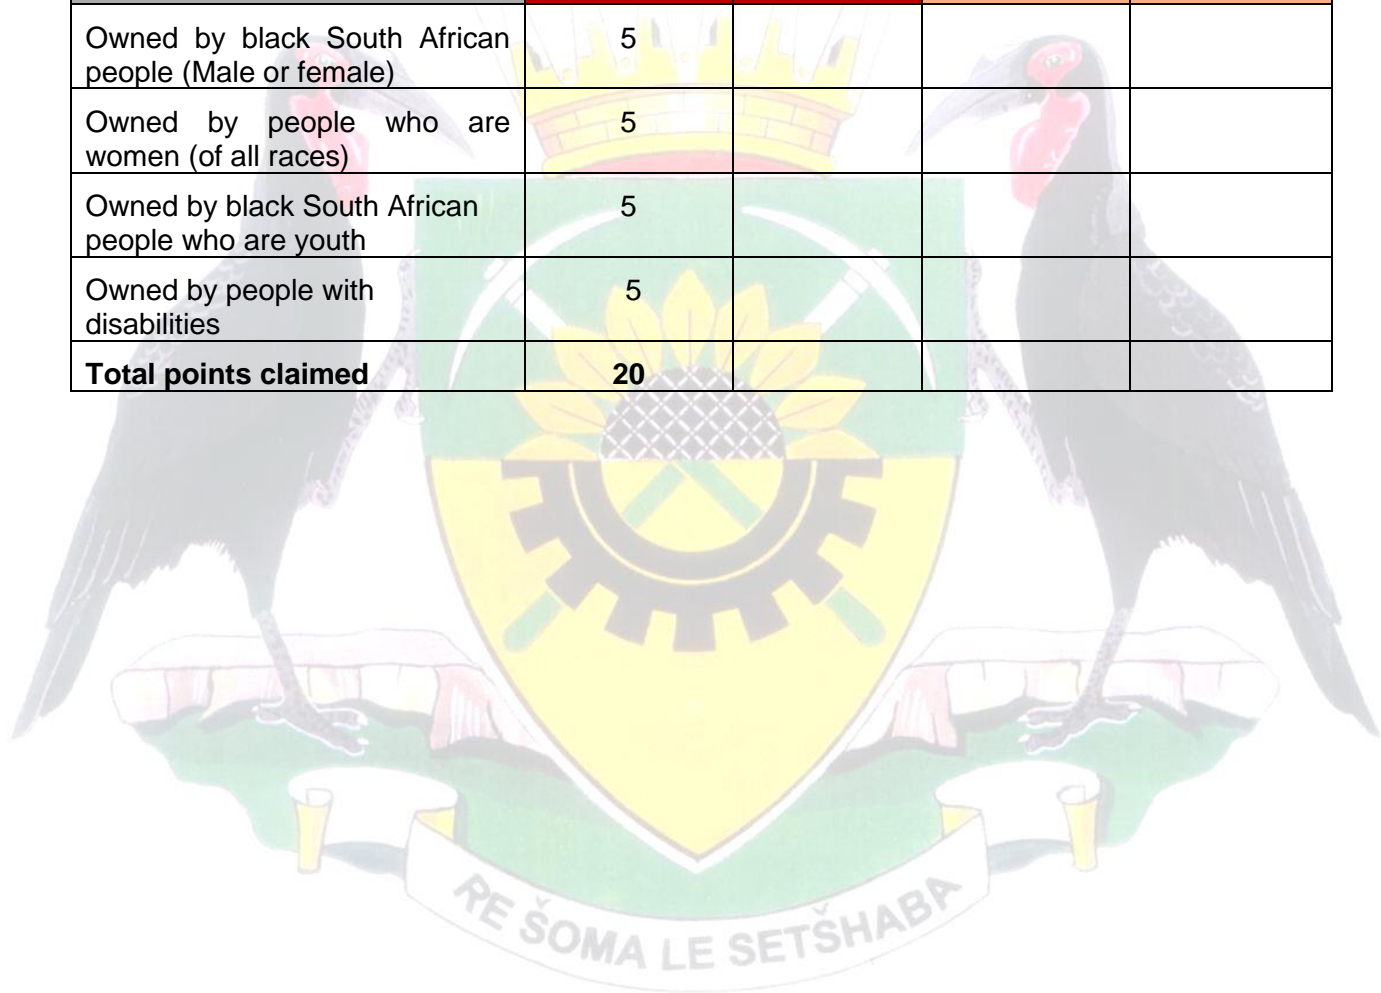 Owned by black South African 5
people (Male or female)
Owned by people who are 5
women (of all races)
Owned by black South African 5
people who are youth
Owned by people with 5
disabilities
Total points claimed 20
RE ŠOMA LE SETŠHABA